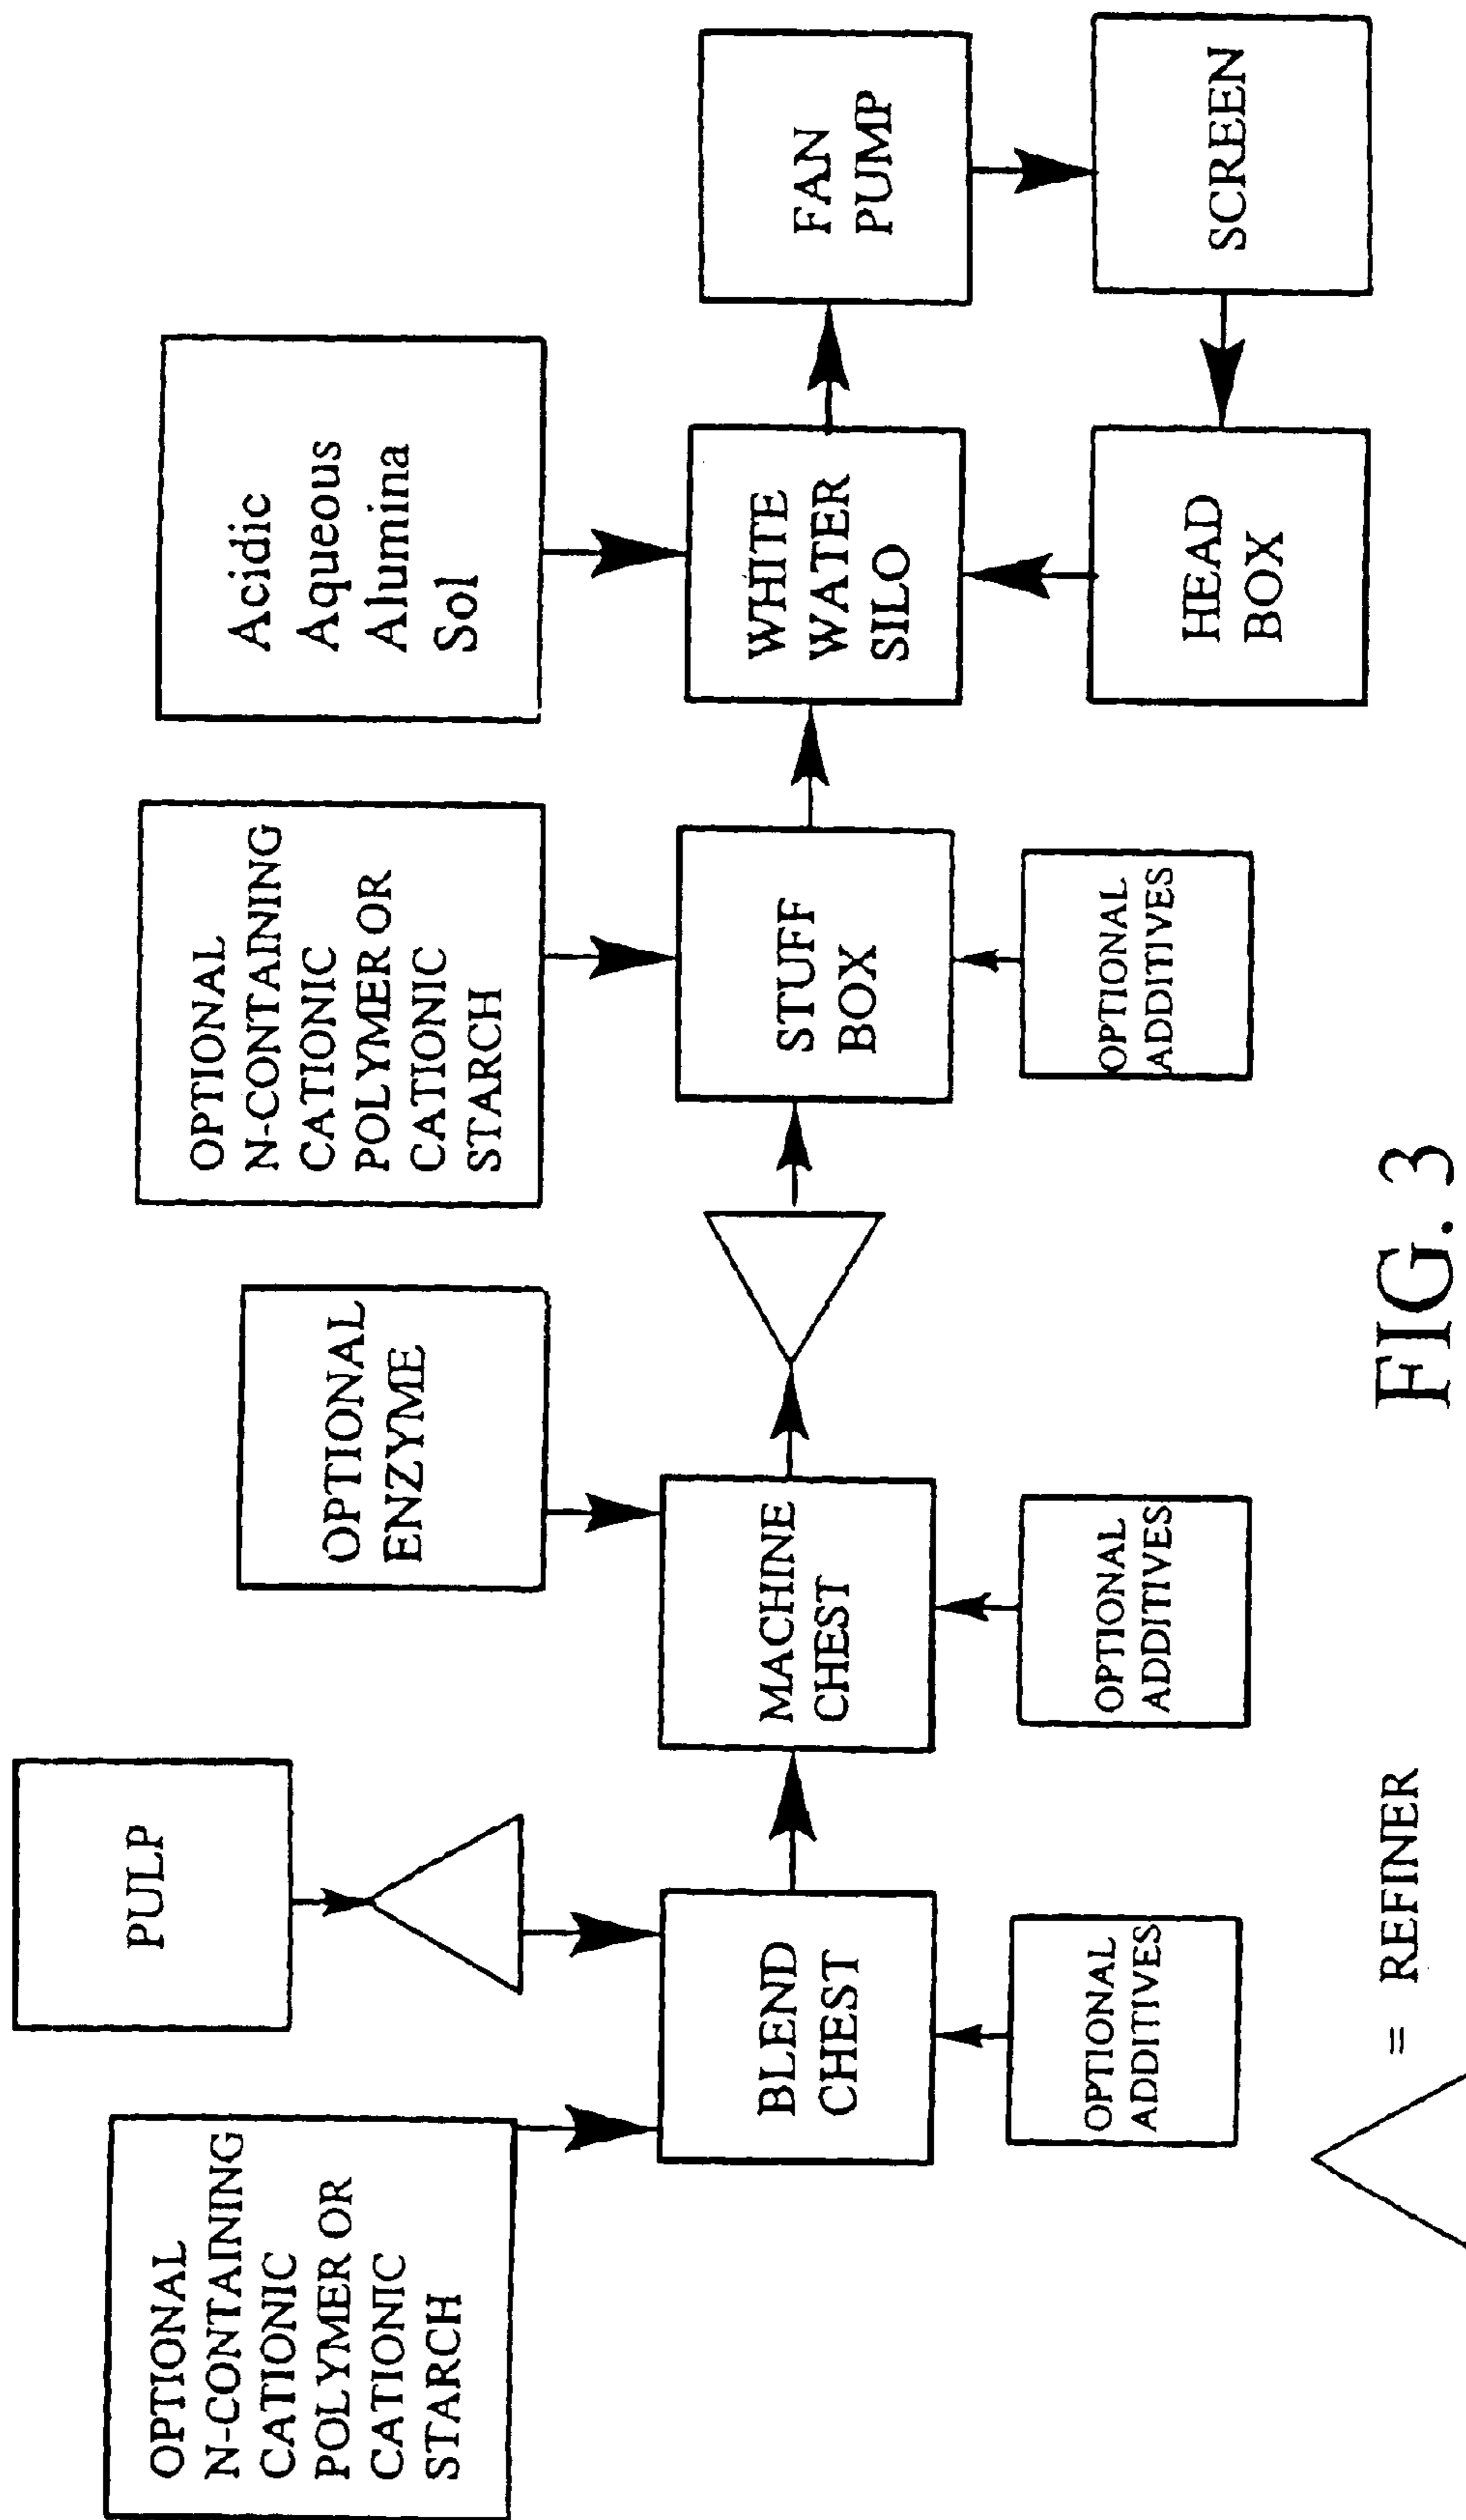 OPTIONAL
N-CONTAINING
CATIONIC
POLYMER OR
CATIONIC
STARCH
PULP
OPTIONAL
ENZYME
OPTIONAL
N-CONTAINING
CATIONIC
POLYMER OR
CATIONIC
STARCH
Acidic
Aqueous
Alumina
Sol
BLEND
CHEST
MACHINE
CHEST
STUFF
BOX
WHITE
WATER
SILO
FAN
PUMP
OPTIONAL
ADDITIVES
OPTIONAL
ADDITIVES
OPTIONAL
ADDITIVES
HEAD
BOX
SCREEN
= REFINER
FIG. 3